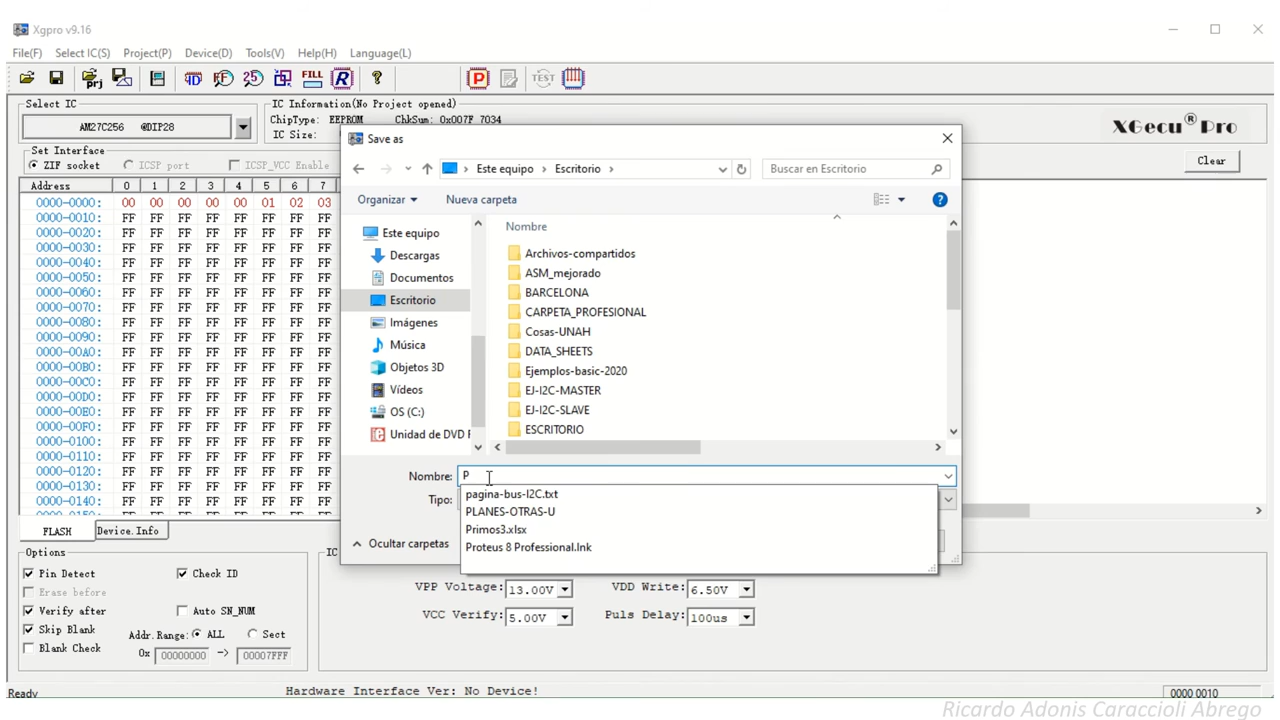 Xgpro v9.16
File(F) Select IC(S) Project(P) Device(D) Tools(V) Help(H) Language(L)
prj ID FF 25 FILL R ? P TEST
Select IC
AM27C256 @DIP28
IC Information(No Project opened)
ChipType: EEPROM ChkSum: 0x007F 7034
IC Size:
XGecu® Pro
Set Interface
ZIF socket ICSP port ICSP_VCC Enable
Clear
Address 0 1 2 3 4 5 6 7
0000-0000: 00 00 00 00 00 01 02 03
0000-0010: FF FF FF FF FF FF FF FF
0000-0020: FF FF FF FF FF FF FF FF
0000-0030: FF FF FF FF FF FF FF FF
0000-0040: FF FF FF FF FF FF FF FF
0000-0050: FF FF FF FF FF FF FF FF
0000-0060: FF FF FF FF FF FF FF FF
0000-0070: FF FF FF FF FF FF FF FF
0000-0080: FF FF FF FF FF FF FF FF
0000-0090: FF FF FF FF FF FF FF FF
0000-00A0: FF FF FF FF FF FF FF FF
0000-00B0: FF FF FF FF FF FF FF FF
0000-00C0: FF FF FF FF FF FF FF FF
0000-00D0: FF FF FF FF FF FF FF FF
0000-00E0: FF FF FF FF FF FF FF FF
0000-00F0: FF FF FF FF FF FF FF FF
0000-0100: FF FF FF FF FF FF FF FF
0000-0110: FF FF FF FF FF FF FF FF
0000-0120: FF FF FF FF FF FF FF FF
0000-0130: FF FF FF FF FF FF FF FF
0000-0140: FF FF FF FF FF FF FF FF
FLASH Device.Info
Save as
Este equipo > Escritorio >
Buscar en Escritorio
Organizar Nueva carpeta
Este equipo
Descargas
Documentos
Escritorio
Imágenes
Música
Objetos 3D
Vídeos
OS (C:)
Unidad de DVD
Nombre
Archivos-compartidos
ASM_mejorado
BARCELONA
CARPETA_PROFESIONAL
Cosas-UNAH
DATA_SHEETS
Ejemplos-basic-2020
EJ-I2C-MASTER
EJ-I2C-SLAVE
ESCRITORIO
Nombre: P
Tipo:
pagina-bus-I2C.txt
PLANES-OTRAS-U
Primos3.xlsx
Proteus 8 Professional.lnk
Ocultar carpetas
Options
Pin Detect Check ID
Erase before
Verify after Auto SN_NUM
Skip Blank Addr.Range: ALL Sect
Blank Check 0x 00000000 -> 00007FFF
IC
VPP Voltage: 13.00V VDD Write: 6.50V
VCC Verify: 5.00V Puls Delay: 100us
Ready Hardware Interface Ver: No Device! 0000 0010
Ricardo Adonis Caraccioli Abrego